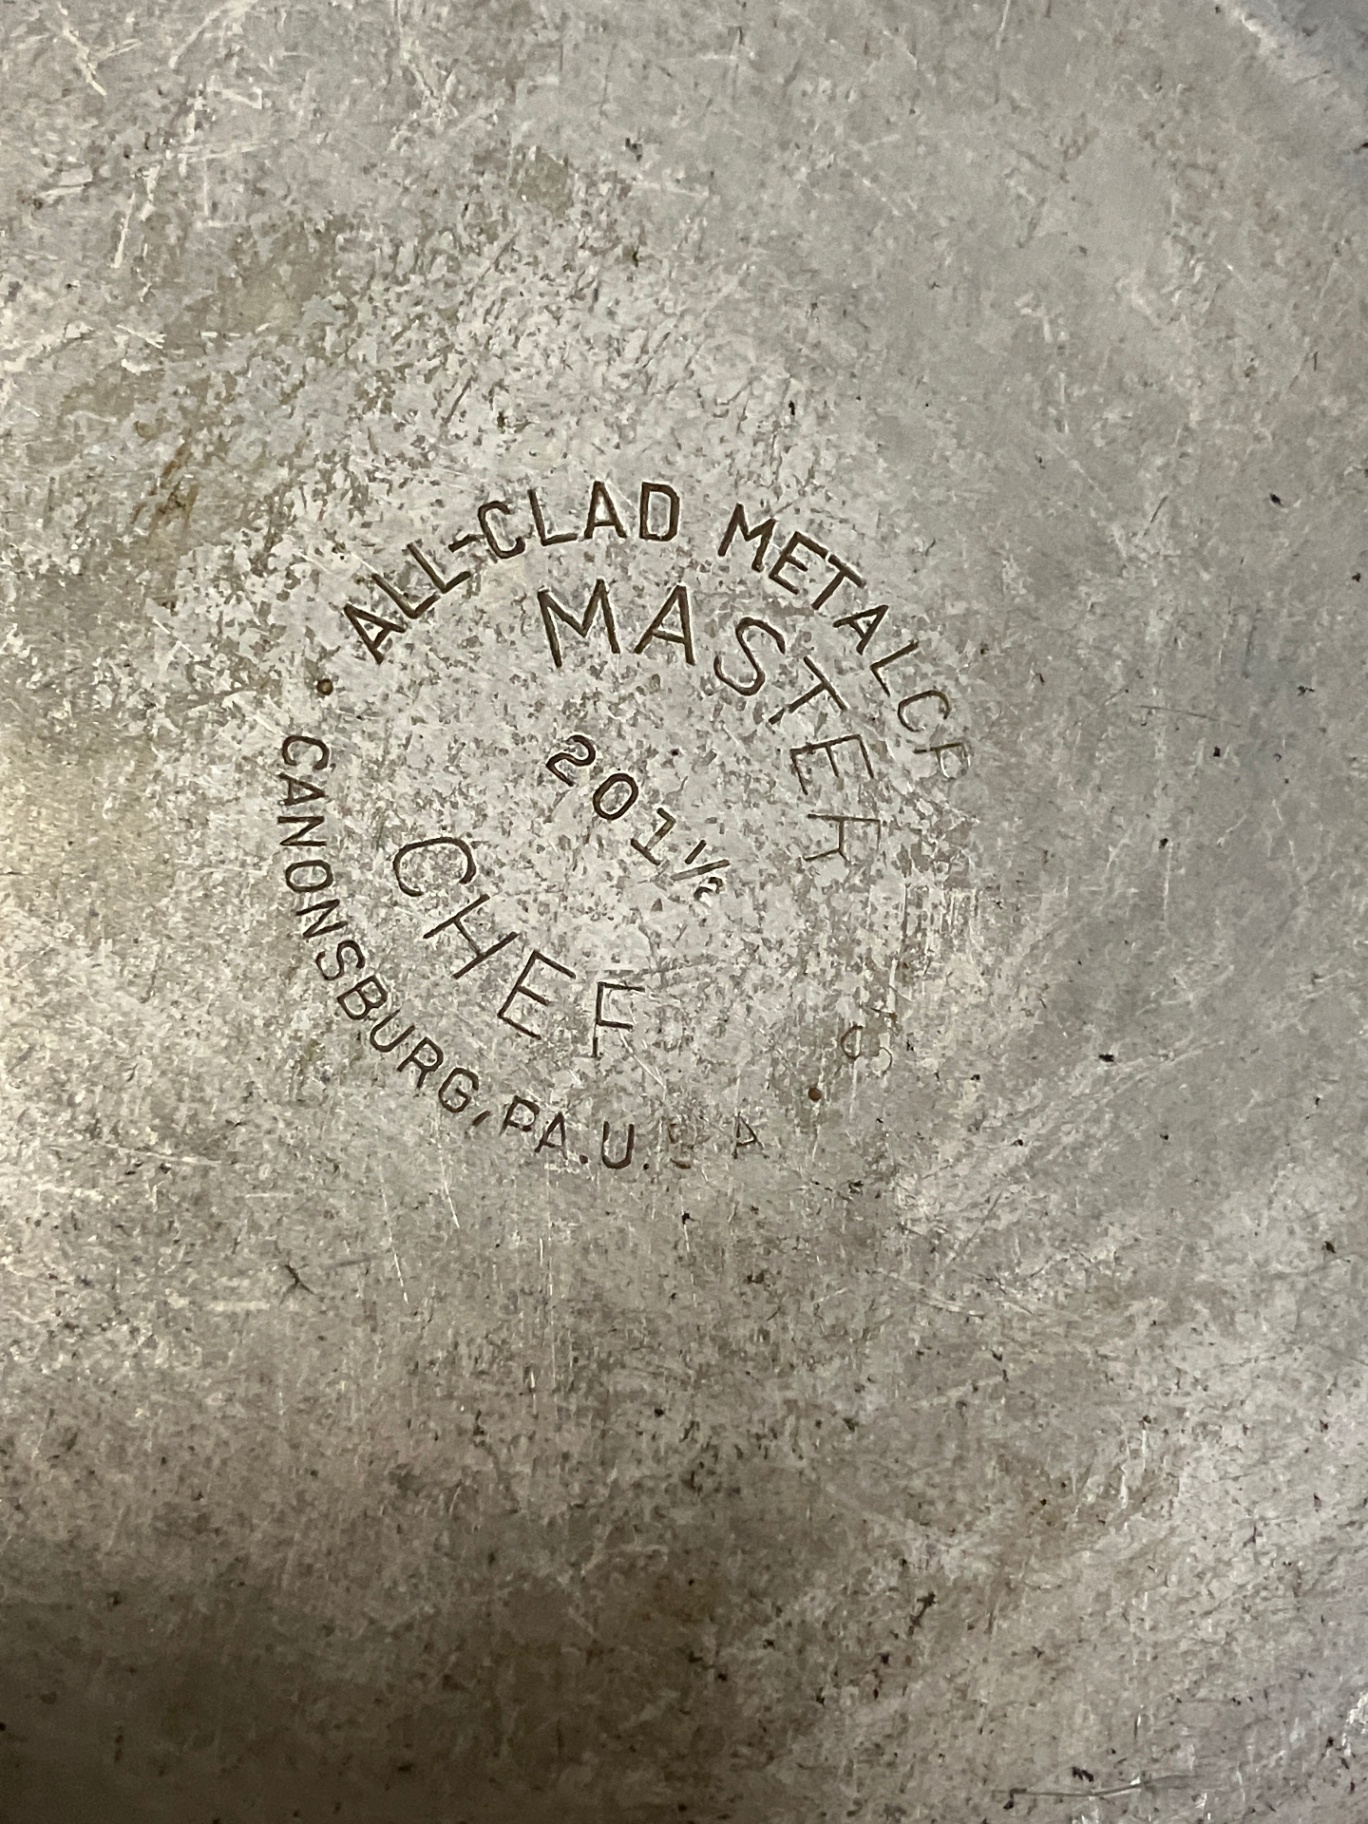 ALL-CLAD METALCR
MASTER
201½
CHEF
CANONSBURG, PA. U.S.A